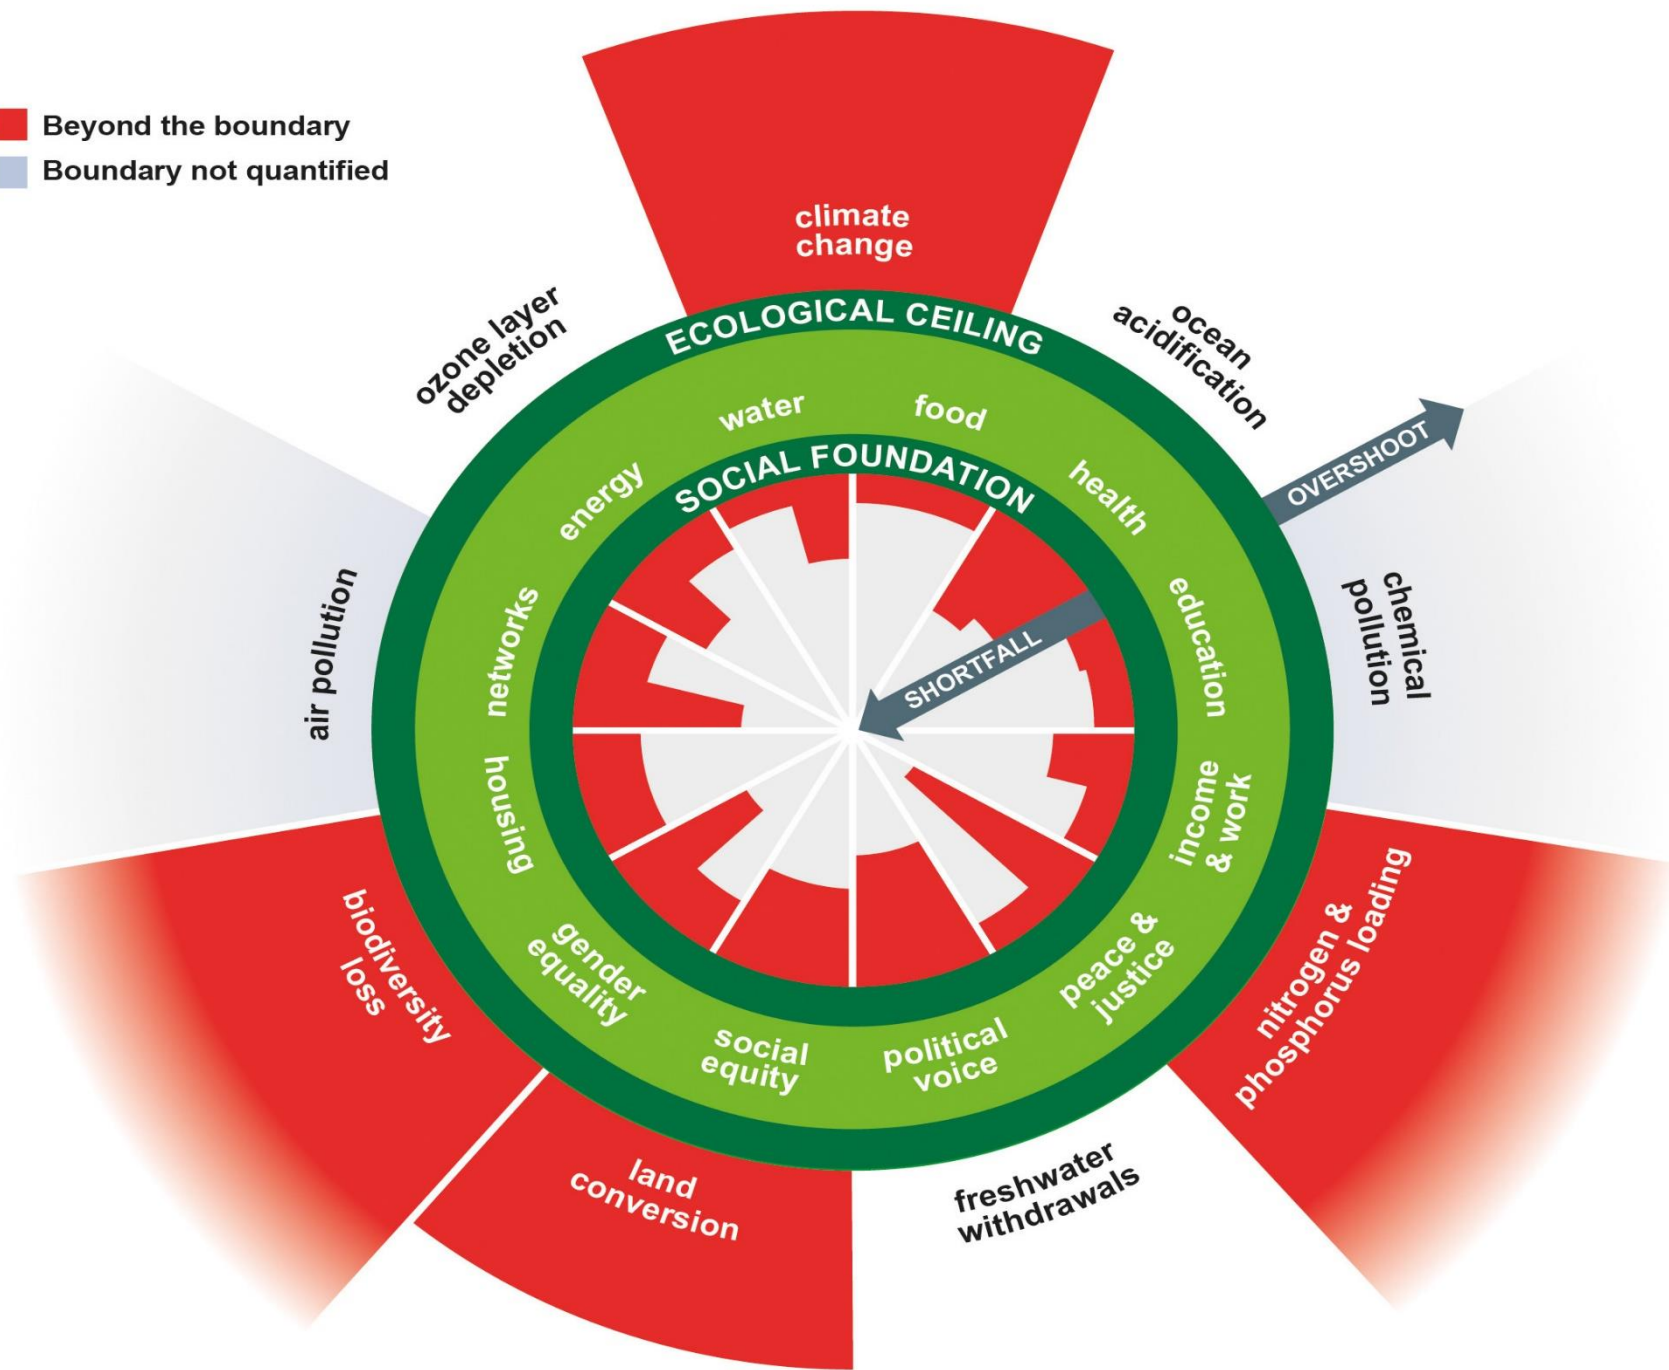 Beyond the boundary
Boundary not quantified
climate
change
ECOLOGICAL CEILING
ozone layer
depletion
ocean
acidification
water
food
SOCIAL FOUNDATION
energy
health
OVERSHOOT
networks
education
SHORTFALL
air pollution
chemical
pollution
housing
income
& work
biodiversity
loss
gender
equality
peace &
justice
nitrogen &
phosphorus loading
social
equity
political
voice
land
conversion
freshwater
withdrawals